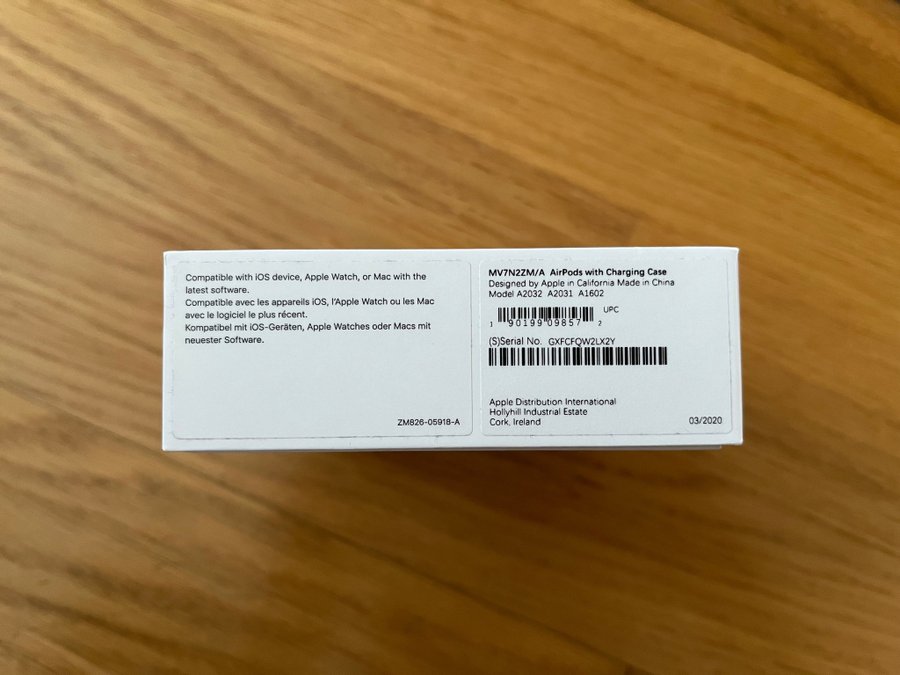 Compatible with iOS device, Apple Watch, or Mac with the
latest software.
Compatible avec les appareils iOS, l'Apple Watch ou les Mac
avec le logiciel le plus récent.
Kompatibel mit iOS-Geräten, Apple Watches oder Macs mit
neuester Software.
ZM826-05918-A
MV7N2ZM/A AirPods with Charging Case
Designed by Apple in California Made in China
Model A2032 A2031 A1602
UPC
1 90199 09857 2
(S)Serial No. GXFCFQW2LX2Y
Apple Distribution International
Hollyhill Industrial Estate
Cork, Ireland
03/2020